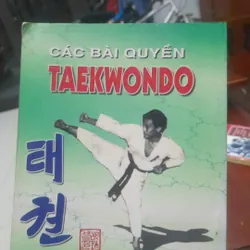 CÁC BÀI QUYỀN
TAEKWONDO
태
권